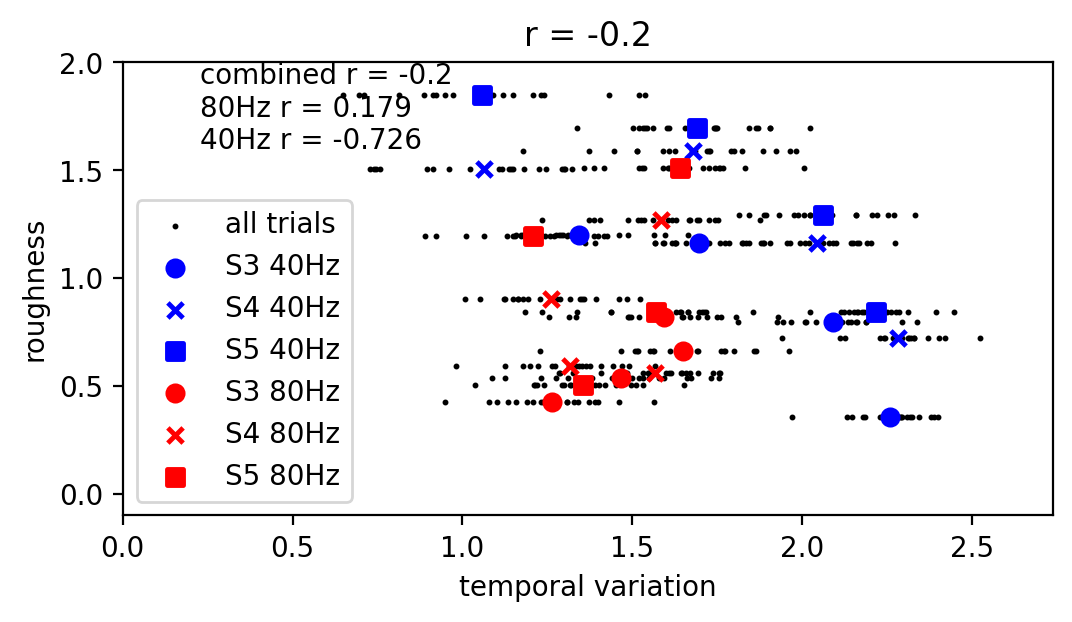 r = -0.2
combined r = -0.2
80Hz r = 0.179
40Hz r = -0.726
2.0
1.5
1.0
0.5
0.0
roughness
all trials
S3 40Hz
S4 40Hz
S5 40Hz
S3 80Hz
S4 80Hz
S5 80Hz
0.0 0.5 1.0 1.5 2.0 2.5
temporal variation